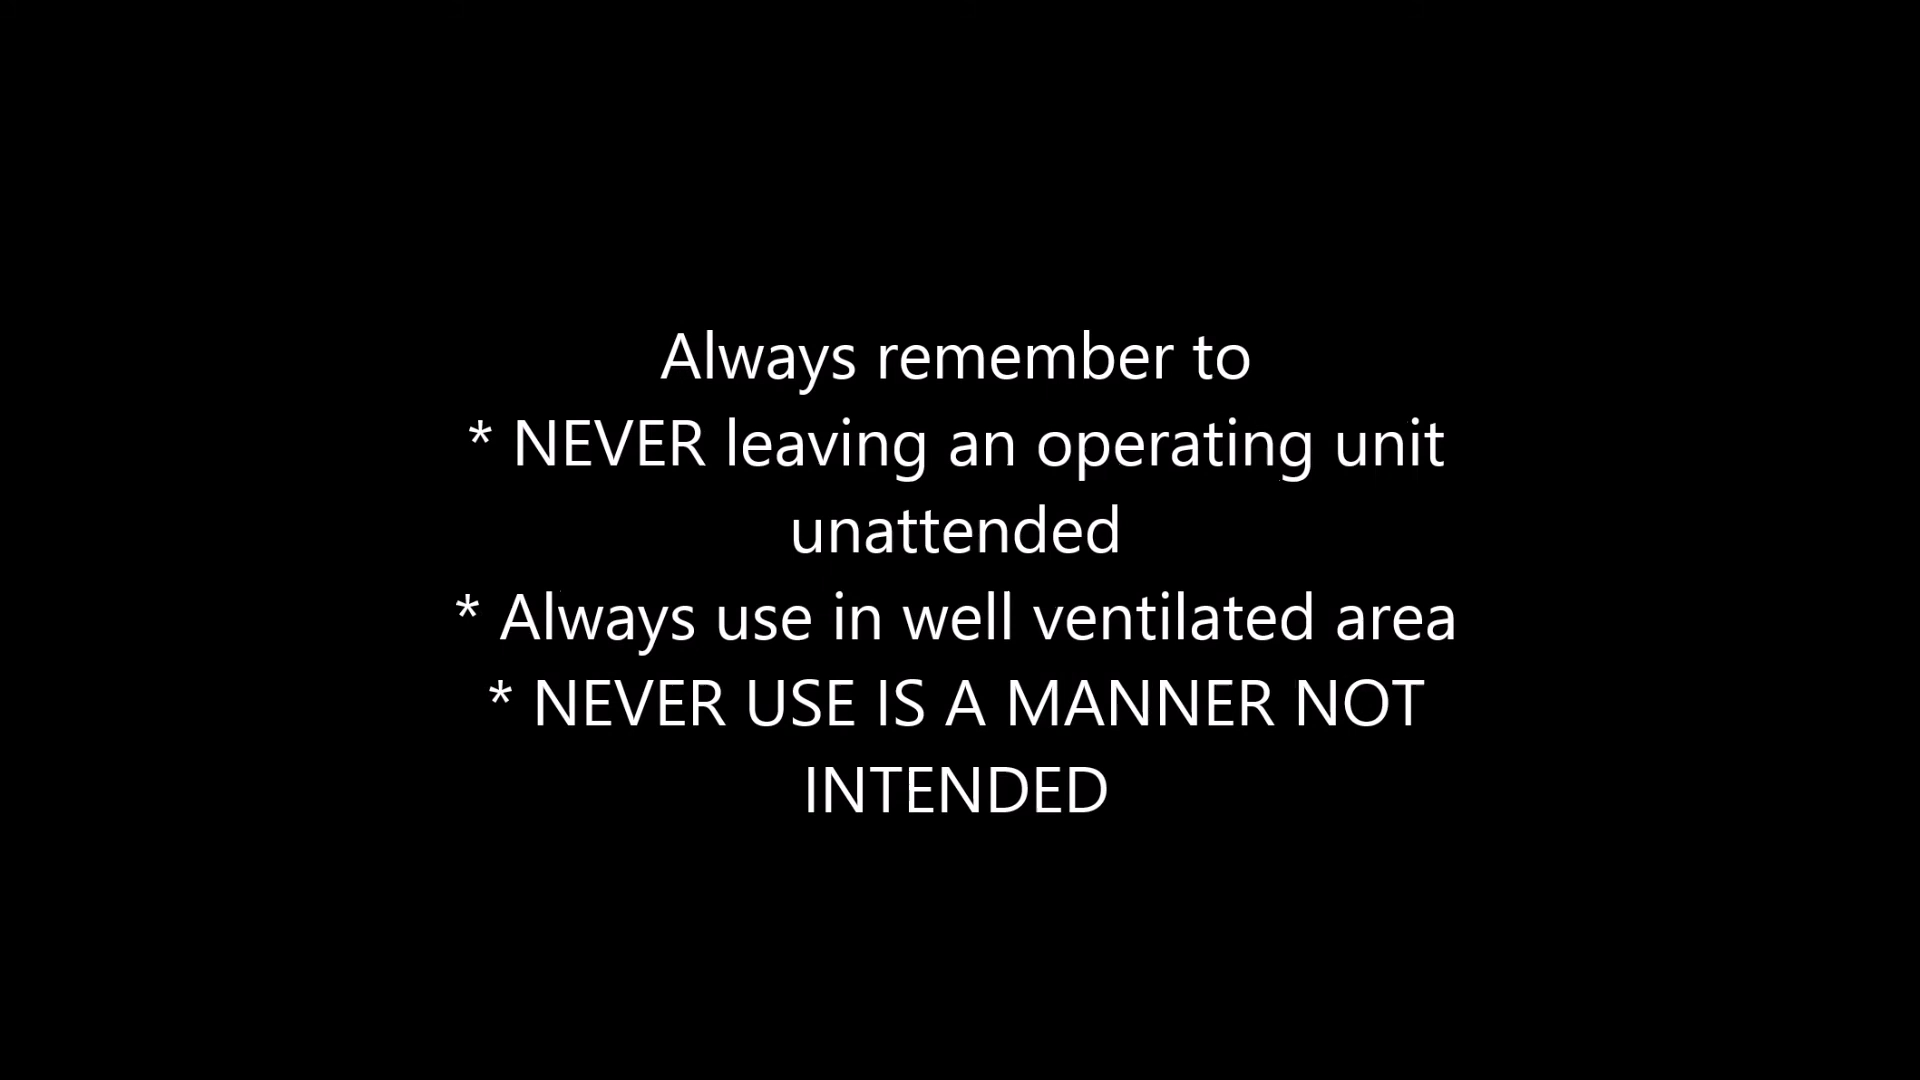 Always remember to
* NEVER leaving an operating unit
unattended
* Always use in well ventilated area
* NEVER USE IS A MANNER NOT
INTENDED